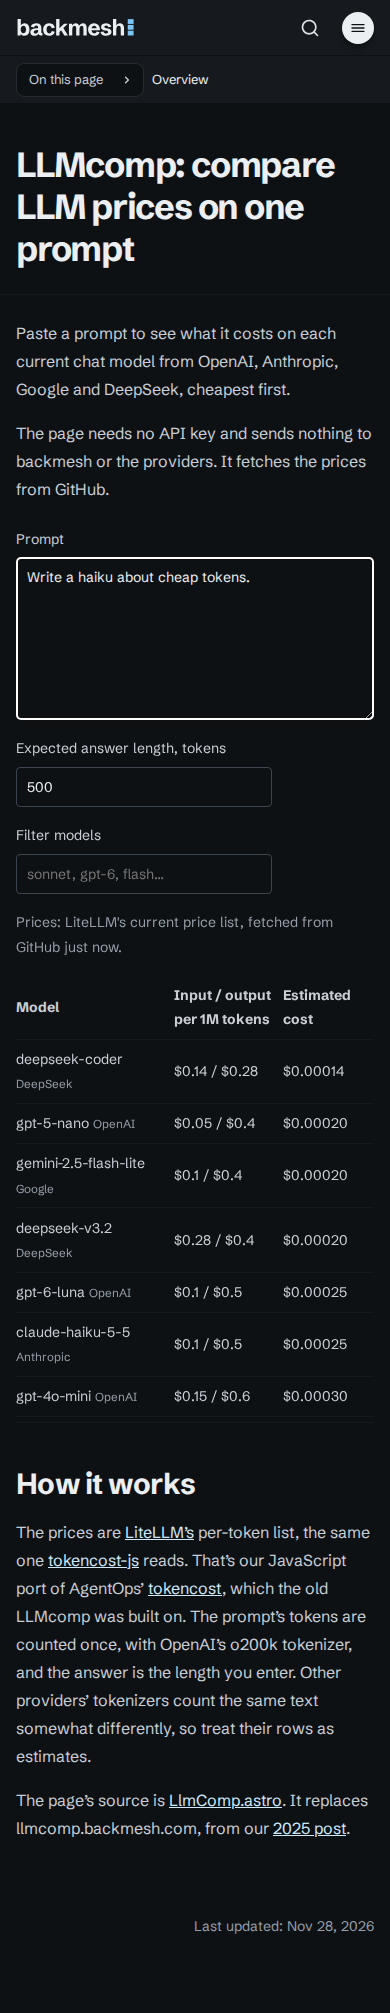 backmesh
On this page
Overview
LLMcomp: compare
LLM prices on one
prompt
Paste a prompt to see what it costs on each
current chat model from OpenAI, Anthropic,
Google and DeepSeek, cheapest first.
The page needs no API key and sends nothing to
backmesh or the providers. It fetches the prices
from GitHub.
Prompt
Write a haiku about cheap tokens.
Expected answer length, tokens
500
Filter models
sonnet, gpt-6, flash...
Prices: LiteLLM's current price list, fetched from
GitHub just now.
Model Input / output per 1M tokens Estimated cost
deepseek-coder DeepSeek $0.14 / $0.28 $0.00014
gpt-5-nano OpenAI $0.05 / $0.4 $0.00020
gemini-2.5-flash-lite Google $0.1 / $0.4 $0.00020
deepseek-v3.2 DeepSeek $0.28 / $0.4 $0.00020
gpt-6-luna OpenAI $0.1 / $0.5 $0.00025
claude-haiku-5-5 Anthropic $0.1 / $0.5 $0.00025
gpt-4o-mini OpenAI $0.15 / $0.6 $0.00030
How it works
The prices are LiteLLM’s per-token list, the same
one tokencost-js reads. That’s our JavaScript
port of AgentOps’ tokencost, which the old
LLMcomp was built on. The prompt’s tokens are
counted once, with OpenAI’s o200k tokenizer,
and the answer is the length you enter. Other
providers’ tokenizers count the same text
somewhat differently, so treat their rows as
estimates.
The page’s source is LlmComp.astro. It replaces
llmcomp.backmesh.com, from our 2025 post.
Last updated: Nov 28, 2026